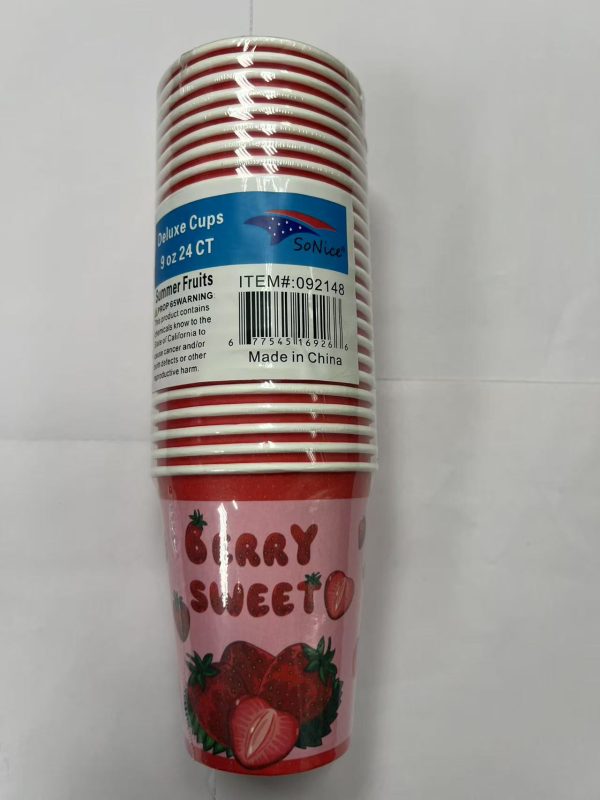 Deluxe Cups
9 oz 24 CT
SoNice®
Summer Fruits
PROP 65WARNING:
This product contains
chemicals know to the
State of California to
cause cancer and/or
birth defects or other
reproductive harm.
ITEM#:092148
6 77545 16926 6
Made in China
BERRY
SWEET